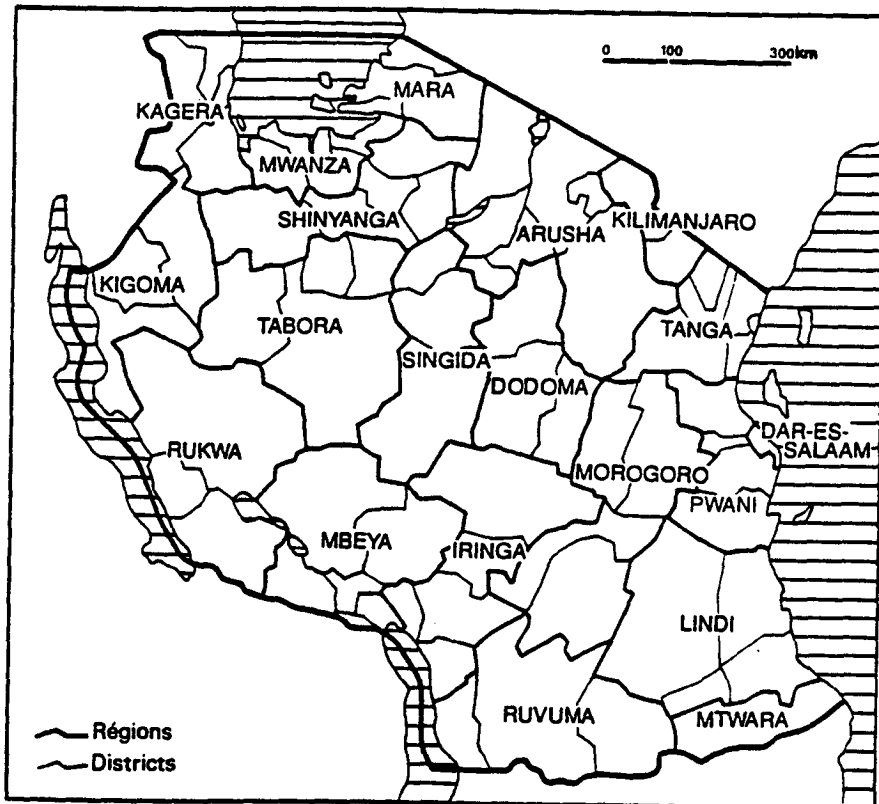 0 100 300km
MARA
KAGERA
MWANZA
SHINYANGA
KILIMANJARO
ARUSHA
KIGOMA
TABORA
TANGA
SINGIDA
DODOMA
DAR-ES-
SALAAM
RUKWA
MOROGORO
PWANI
MBEYA
IRINGA
LINDI
RUVUMA
MTWARA
Régions
Districts